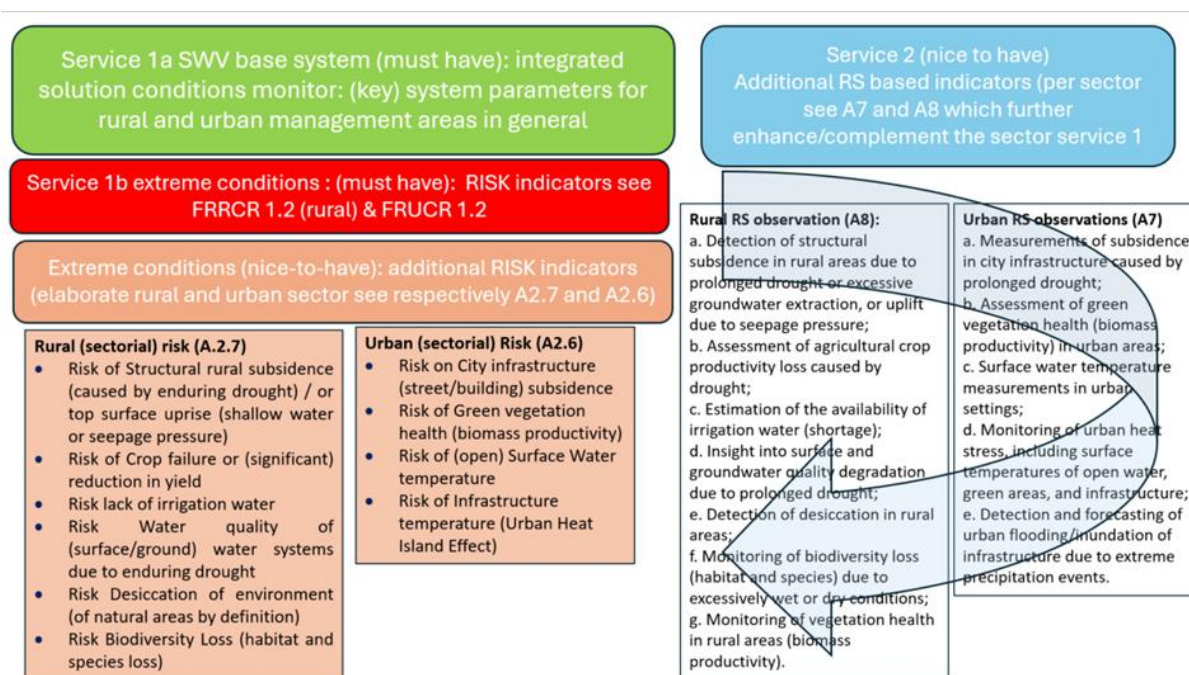 Service 1a SWV base system (must have): integrated
solution conditions monitor: (key) system parameters for
rural and urban management areas in general
Service 1b extreme conditions : (must have): RISK indicators see
FRRCR 1.2 (rural) & FRUCR 1.2
Extreme conditions (nice-to-have): additional RISK indicators
(elaborate rural and urban sector see respectively A2.7 and A2.6)
Rural (sectorial) risk (A.2.7)
• Risk of Structural rural subsidence
(caused by enduring drought) / or
top surface uprise (shallow water
or seepage pressure)
• Risk of Crop failure or (significant)
reduction in yield
• Risk lack of irrigation water
• Risk Water quality of
(surface/ground) water systems
due to enduring drought
• Risk Desiccation of environment
(of natural areas by definition)
• Risk Biodiversity Loss (habitat and
species loss)
Urban (sectorial) Risk (A2.6)
• Risk on City infrastructure
(street/building) subsidence
• Risk of Green vegetation
health (biomass productivity)
• Risk of (open) Surface Water
temperature
• Risk of Infrastructure
temperature (Urban Heat
Island Effect)
Service 2 (nice to have)
Additional RS based indicators (per sector
see A7 and A8 which further
enhance/complement the sector service 1
Rural RS observation (A8):
a. Detection of structural
subsidence in rural areas due to
prolonged drought or excessive
groundwater extraction, or uplift
due to seepage pressure;
b. Assessment of agricultural crop
productivity loss caused by
drought;
c. Estimation of the availability of
irrigation water (shortage);
d. Insight into surface and
groundwater quality degradation
due to prolonged drought;
e. Detection of desiccation in rural
areas;
f. Monitoring of biodiversity loss
(habitat and species) due to
excessively wet or dry conditions;
g. Monitoring of vegetation health
in rural areas (biomass
productivity).
Urban RS observations (A7)
a. Measurements of subsidence
in city infrastructure caused by
prolonged drought;
b. Assessment of green
vegetation health (biomass
productivity) in urban areas;
c. Surface water temperature
measurements in urban
settings;
d. Monitoring of urban heat
stress, including surface
temperatures of open water,
green areas, and infrastructure;
e. Detection and forecasting of
urban flooding/inundation of
infrastructure due to extreme
precipitation events.